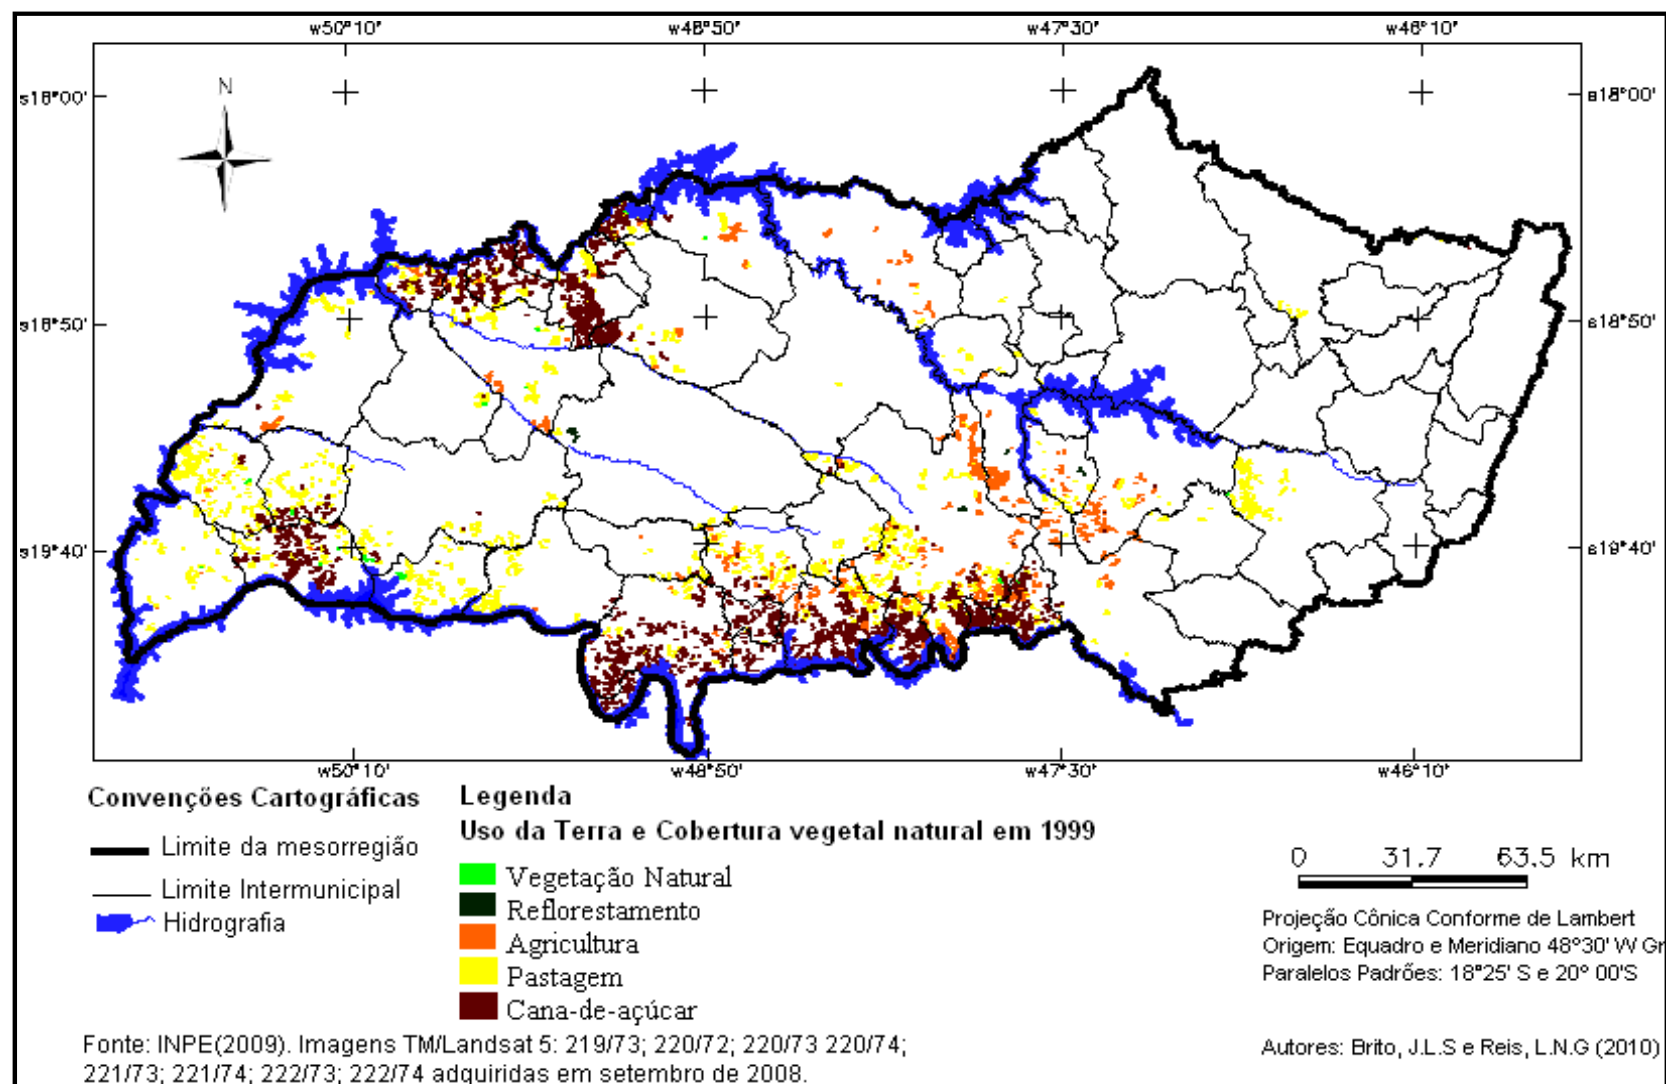 w50°10' w48°50' w47°30' w46°10'
N
s18°00' s18°00'
s18°50' s18°50'
s19°40' s19°40'
w50°10' w48°50' w47°30' w46°10'
Convenções Cartográficas
Limite da mesorregião
Limite Intermunicipal
Hidrografia
Legenda
Uso da Terra e Cobertura vegetal natural em 1999
Vegetação Natural
Reflorestamento
Agricultura
Pastagem
Cana-de-açúcar
0 31.7 63.5 km
Projeção Cônica Conforme de Lambert
Origem: Equadro e Meridiano 48°30' W Gr
Paralelos Padrões: 18°25' S e 20° 00'S
Autores: Brito, J.L.S e Reis, L.N.G (2010)
Fonte: INPE(2009). Imagens TM/Landsat 5: 219/73; 220/72; 220/73 220/74;
221/73; 221/74; 222/73; 222/74 adquiridas em setembro de 2008.